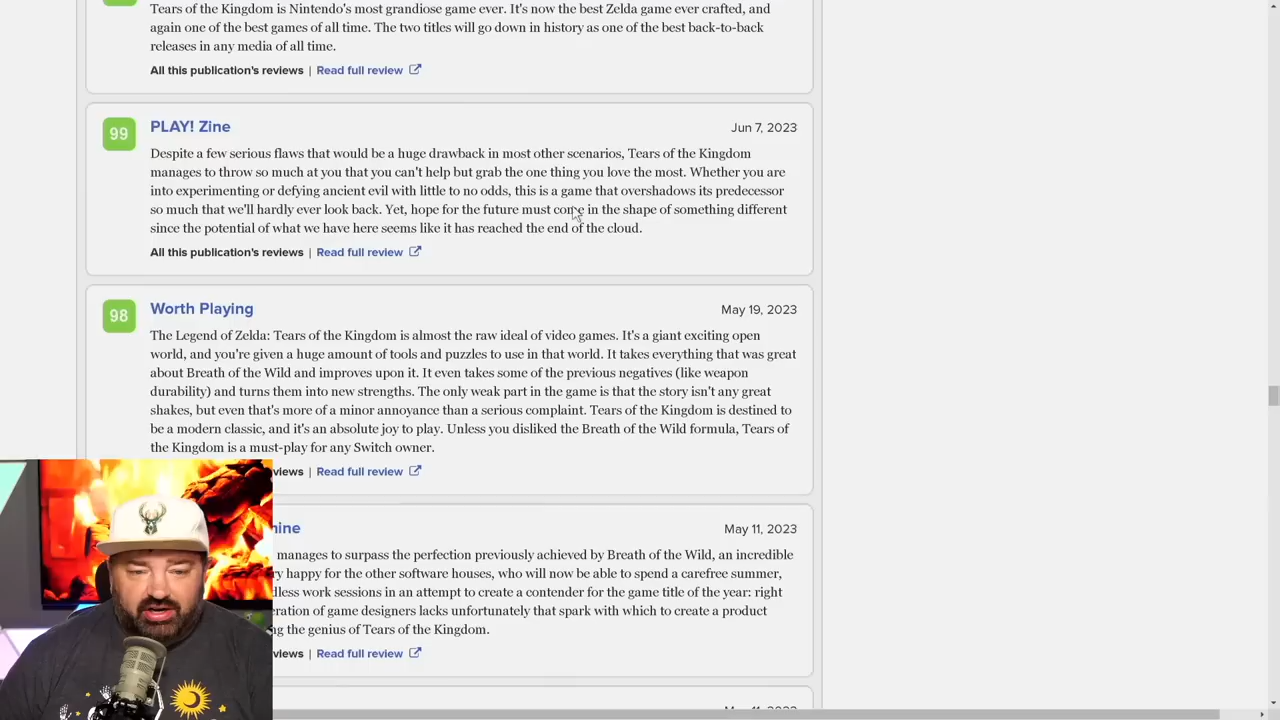 Tears of the Kingdom is Nintendo's most grandiose game ever. It's now the best Zelda game ever crafted, and
again one of the best games of all time. The two titles will go down in history as one of the best back-to-back
releases in any media of all time.
All this publication's reviews | Read full review
99
PLAY! Zine
Jun 7, 2023
Despite a few serious flaws that would be a huge drawback in most other scenarios, Tears of the Kingdom
manages to throw so much at you that you can't help but grab the one thing you love the most. Whether you are
into experimenting or defying ancient evil with little to no odds, this is a game that overshadows its predecessor
so much that we'll hardly ever look back. Yet, hope for the future must come in the shape of something different
since the potential of what we have here seems like it has reached the end of the cloud.
All this publication's reviews | Read full review
98
Worth Playing
May 19, 2023
The Legend of Zelda: Tears of the Kingdom is almost the raw ideal of video games. It's a giant exciting open
world, and you're given a huge amount of tools and puzzles to use in that world. It takes everything that was great
about Breath of the Wild and improves upon it. It even takes some of the previous negatives (like weapon
durability) and turns them into new strengths. The only weak part in the game is that the story isn't any great
shakes, but even that's more of a minor annoyance than a serious complaint. Tears of the Kingdom is destined to
be a modern classic, and it's an absolute joy to play. Unless you disliked the Breath of the Wild formula, Tears of
the Kingdom is a must-play for any Switch owner.
views | Read full review
nine
May 11, 2023
manages to surpass the perfection previously achieved by Breath of the Wild, an incredible
ry happy for the other software houses, who will now be able to spend a carefree summer,
dless work sessions in an attempt to create a contender for the game title of the year: right
eration of game designers lacks unfortunately that spark with which to create a product
ng the genius of Tears of the Kingdom.
views | Read full review
May 11, 2023